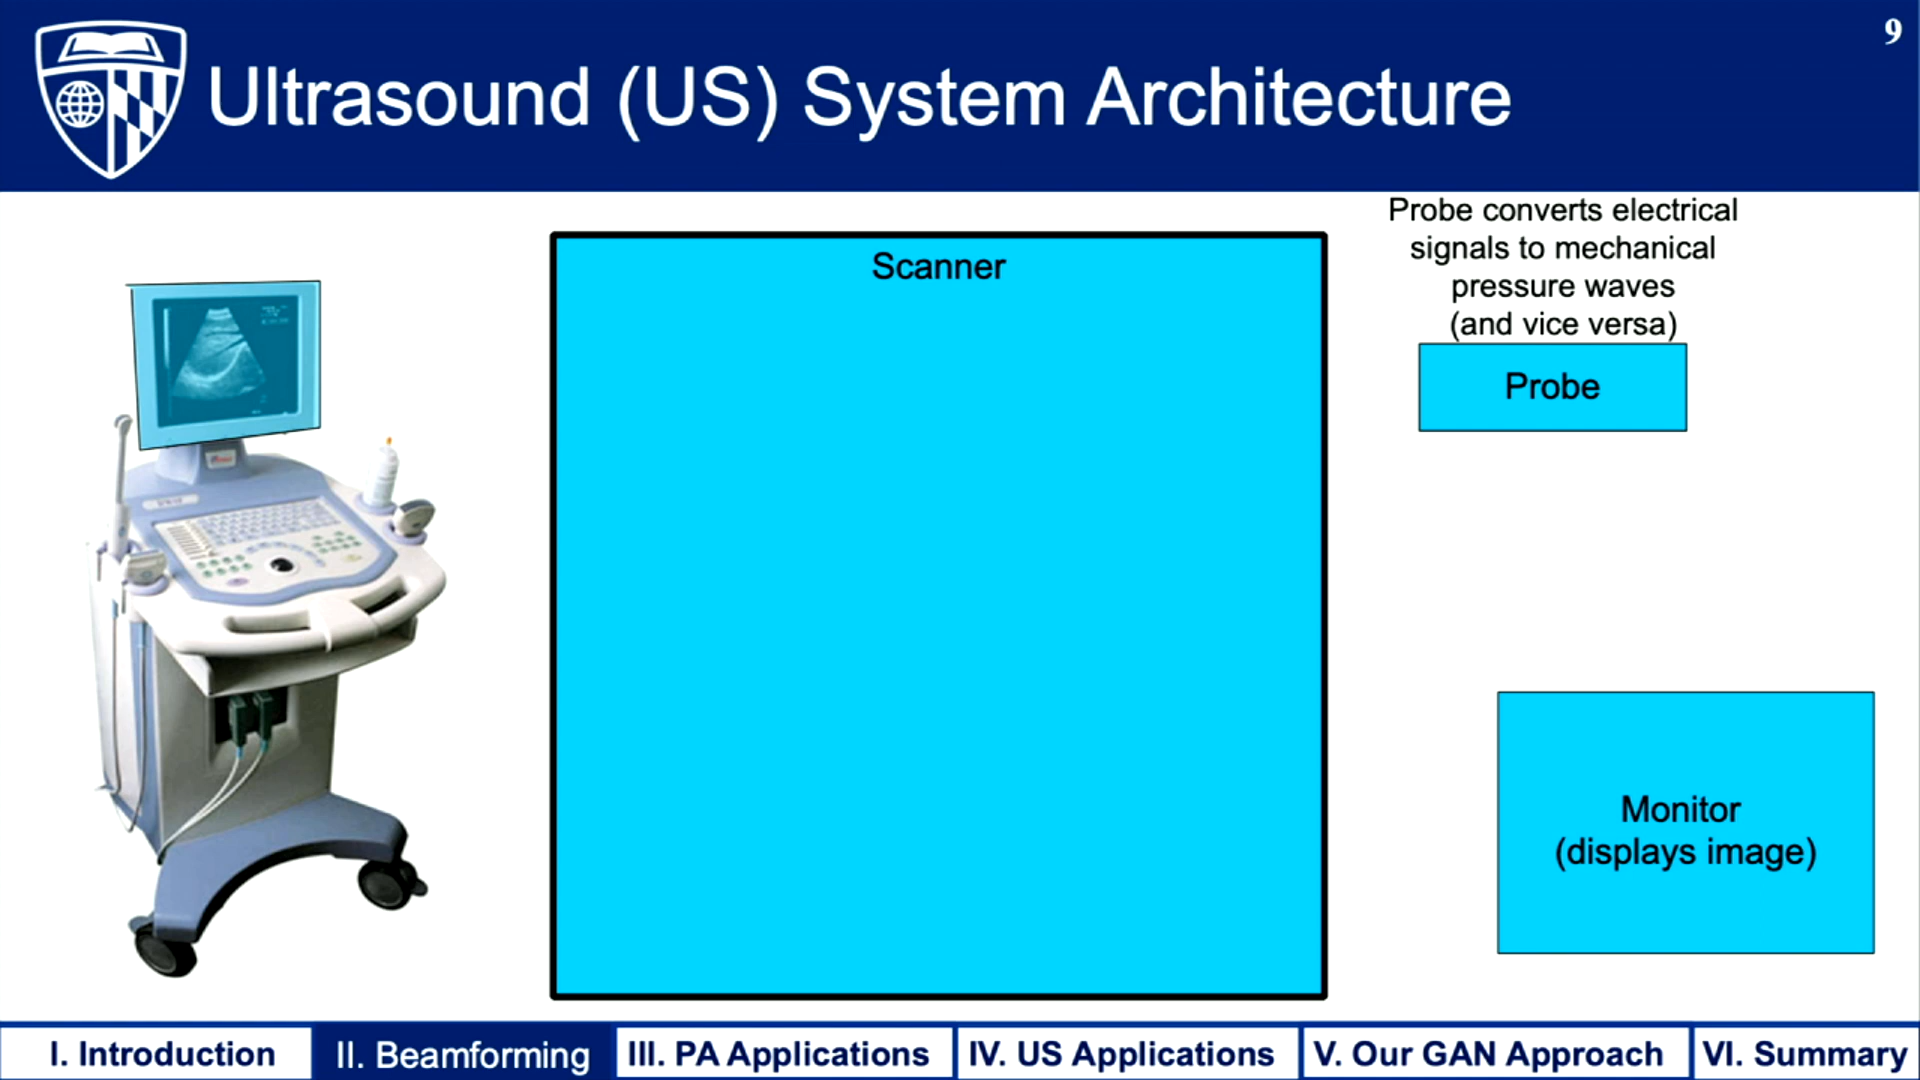 9
Ultrasound (US) System Architecture
Probe converts electrical
signals to mechanical
pressure waves
(and vice versa)
Scanner
Probe
Monitor
(displays image)
I. Introduction
II. Beamforming
III. PA Applications
IV. US Applications
V. Our GAN Approach
VI. Summary